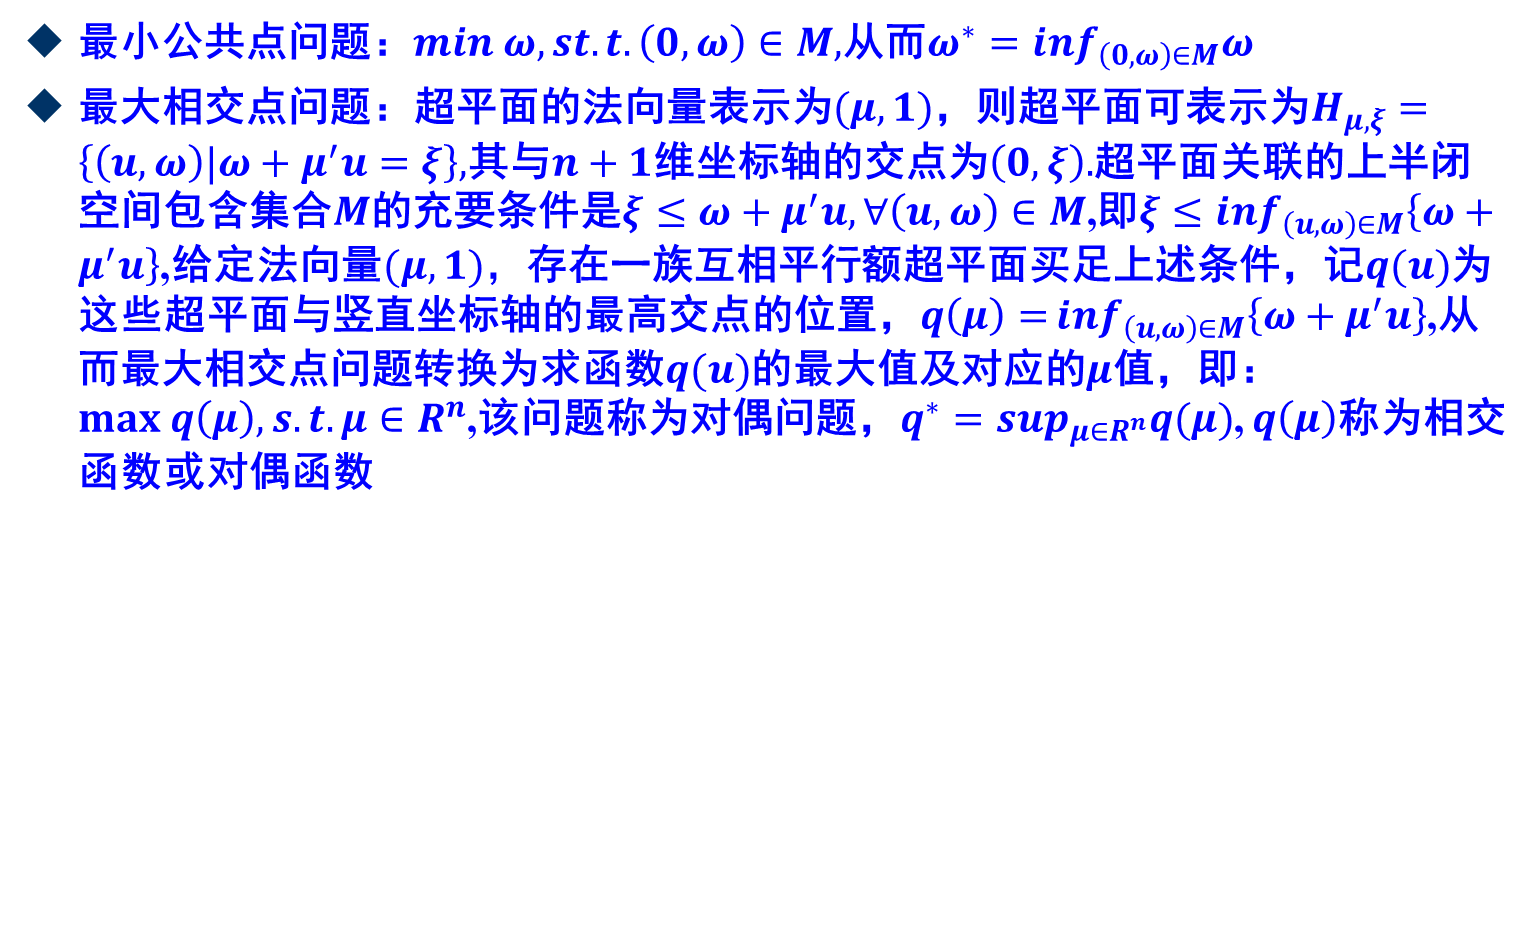 ◆ 最小公共点问题：min ω, st.t.(0, ω) ∈ M,从而ω* = inf₍₀,ω₎∈M ω
◆ 最大相交点问题：超平面的法向量表示为(μ, 1)，则超平面可表示为H_μ,ξ =
{(u, ω)|ω + μ′u = ξ},其与n + 1维坐标轴的交点为(0, ξ).超平面关联的上半闭
空间包含集合M的充要条件是ξ ≤ ω + μ′u, ∀(u, ω) ∈ M,即ξ ≤ inf₍u,ω₎∈M{ω +
μ′u},给定法向量(μ, 1)，存在一族互相平行额超平面买足上述条件，记q(u)为
这些超平面与竖直坐标轴的最高交点的位置，q(μ) = inf₍u,ω₎∈M{ω + μ′u},从
而最大相交点问题转换为求函数q(u)的最大值及对应的μ值，即：
max q(μ), s.t. μ ∈ Rⁿ,该问题称为对偶问题，q* = sup_μ∈Rⁿ q(μ), q(μ)称为相交
函数或对偶函数